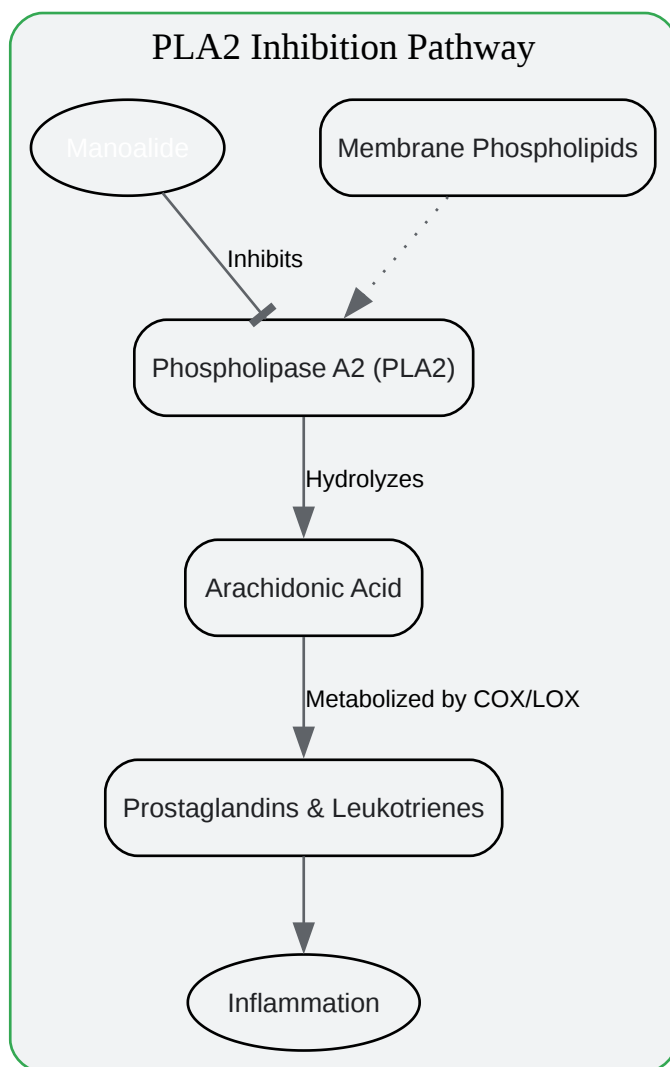 PLA2 Inhibition Pathway
Manoalide
Membrane Phospholipids
Inhibits
Phospholipase A2 (PLA2)
Hydrolyzes
Arachidonic Acid
Metabolized by COX/LOX
Prostaglandins & Leukotrienes
Inflammation